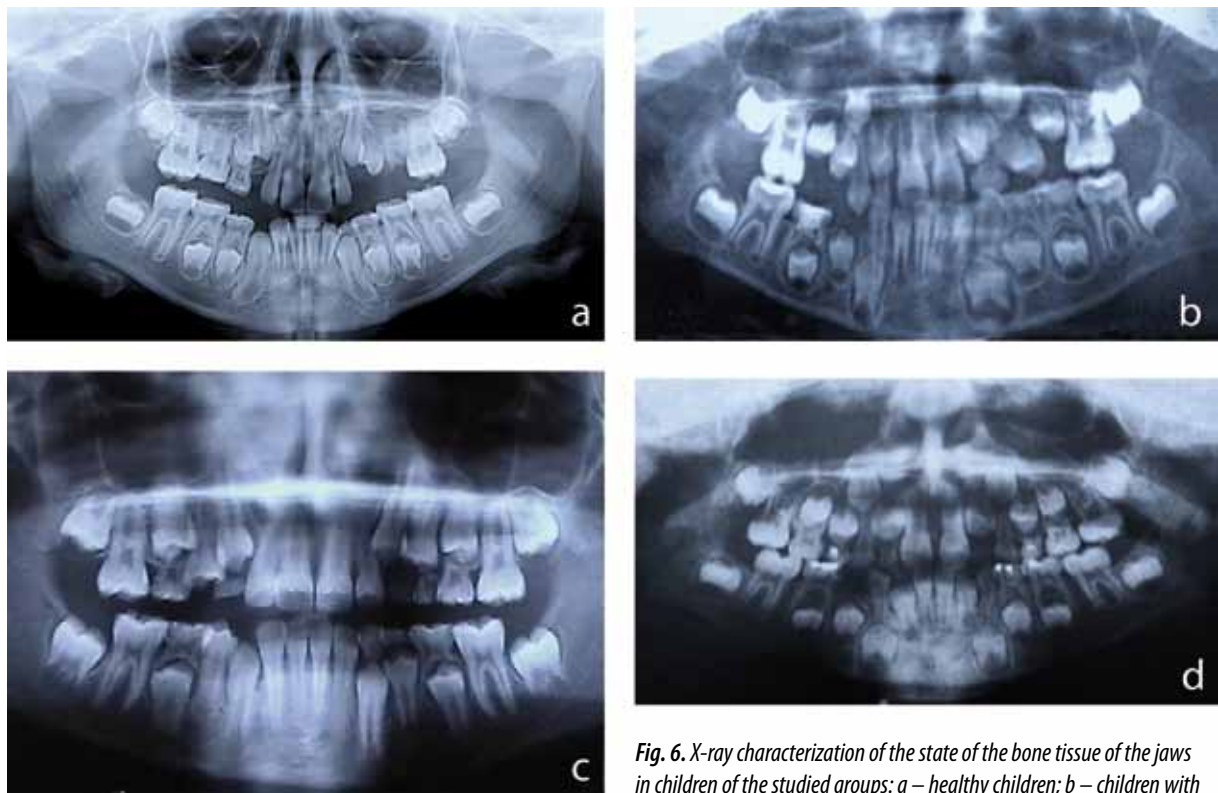 a
b
c
d
Fig. 6. X-ray characterization of the state of the bone tissue of the jaws
in children of the studied groups: a – healthy children; b – children with